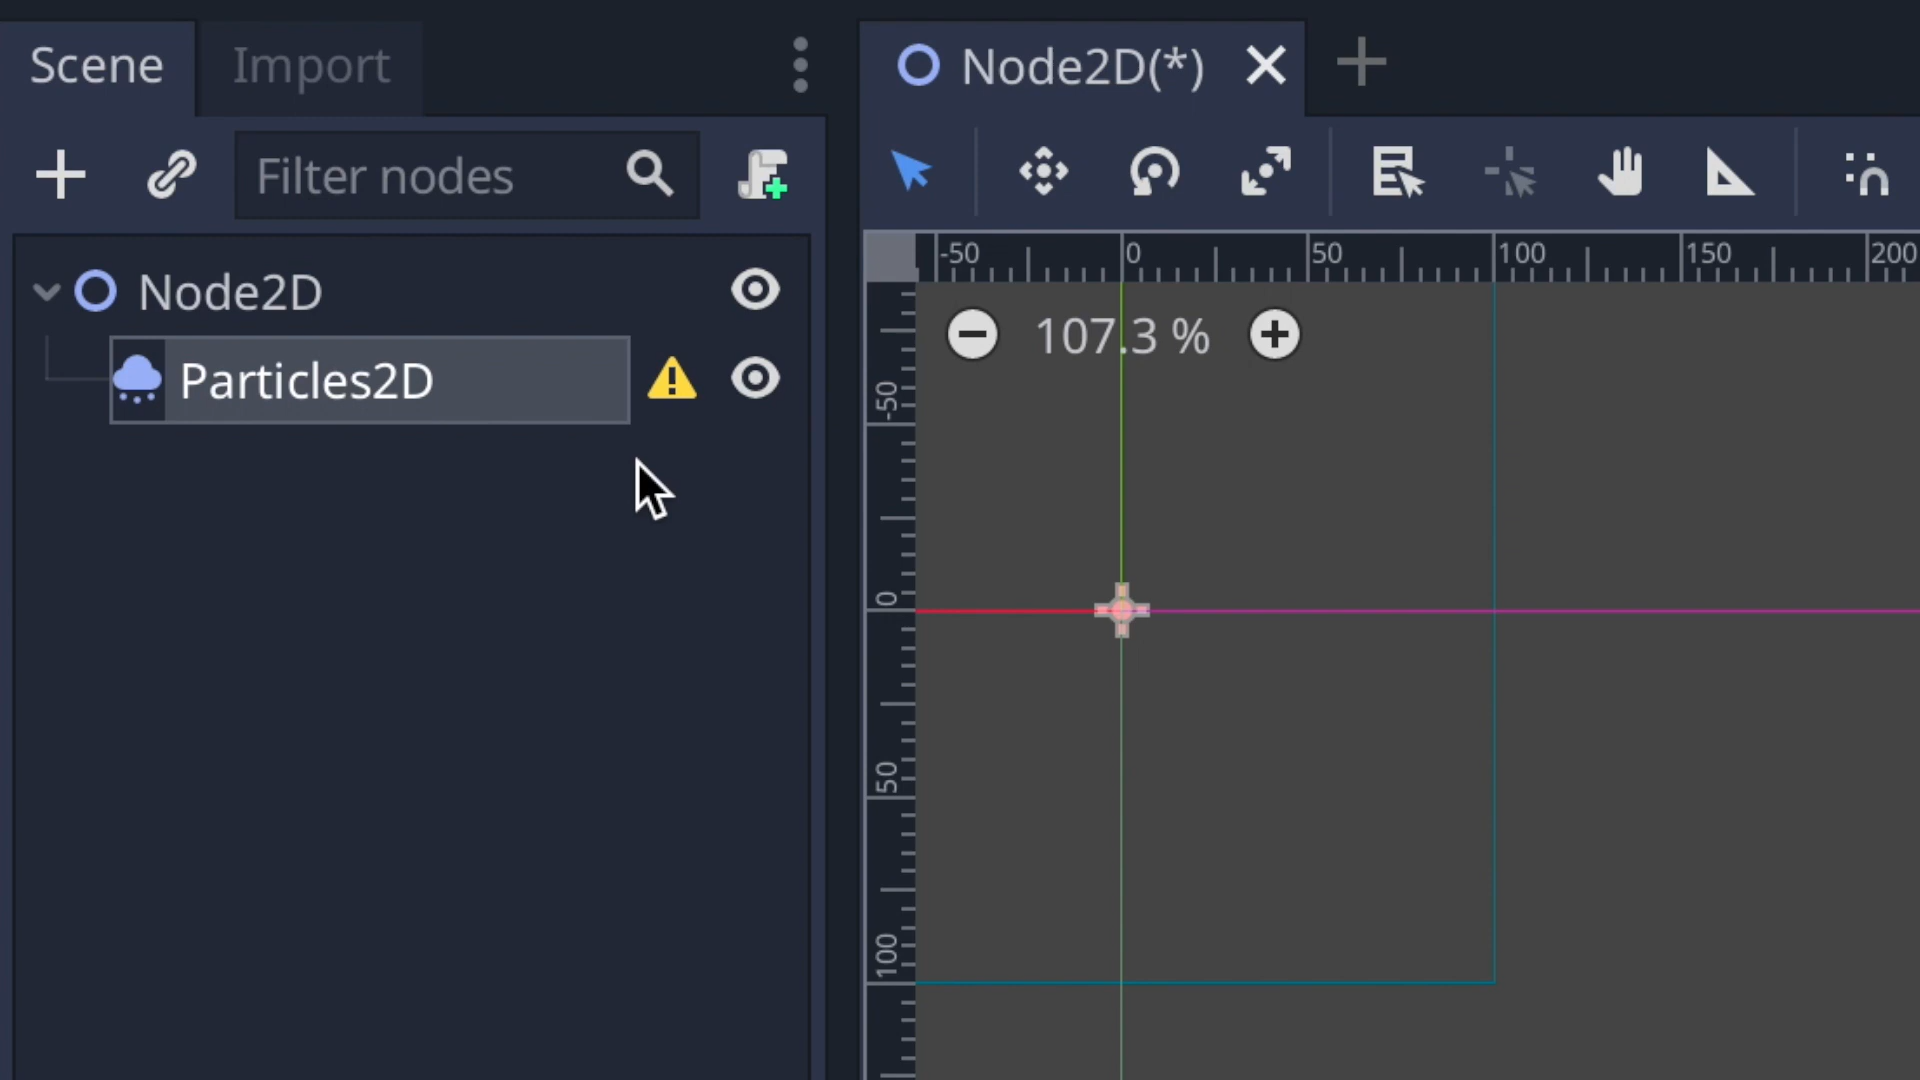 Scene Import
Node2D(*)
Filter nodes
-50 0 50 100 150 200
Node2D
107.3 %
Particles2D
-50
0
50
100